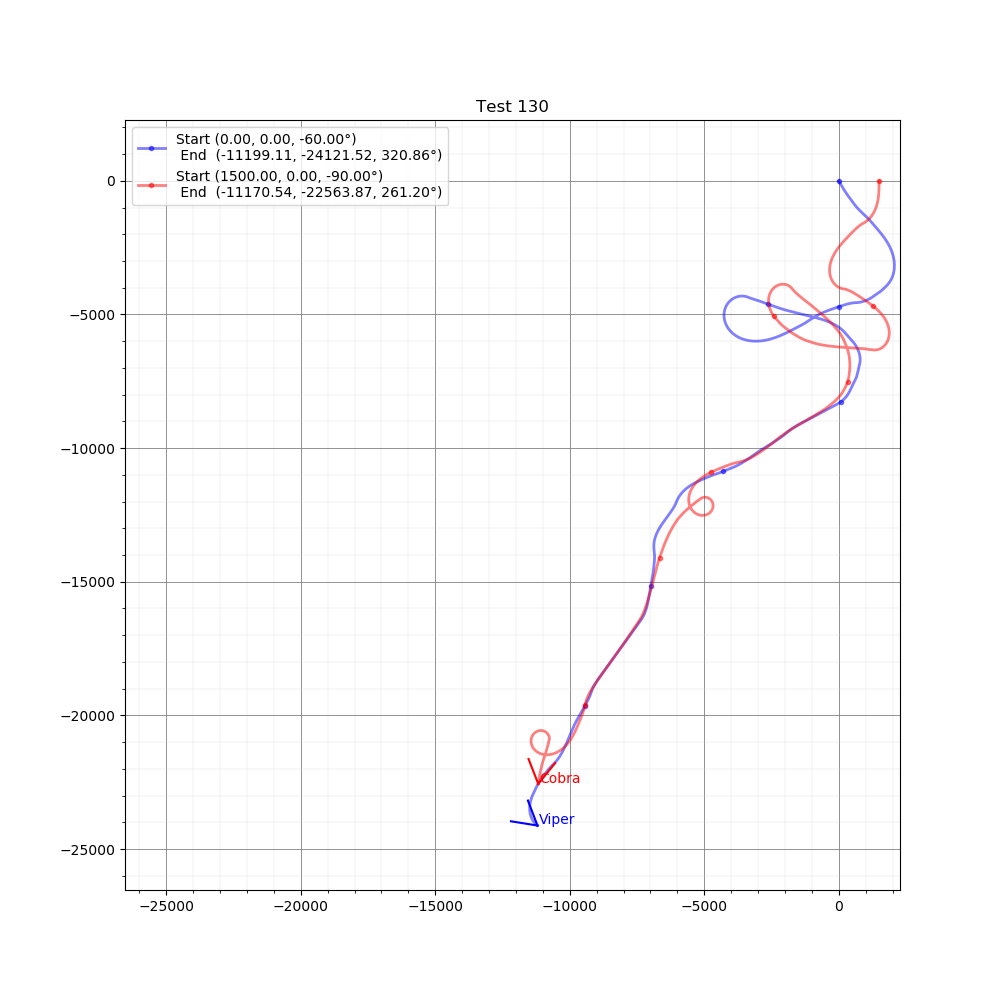 Test 130
Start (0.00, 0.00, -60.00°)
End (-11199.11, -24121.52, 320.86°)
Start (1500.00, 0.00, -90.00°)
End (-11170.54, -22563.87, 261.20°)
0
−5000
−10000
−15000
−20000
−25000
Cobra
Viper
−25000 −20000 −15000 −10000 −5000 0